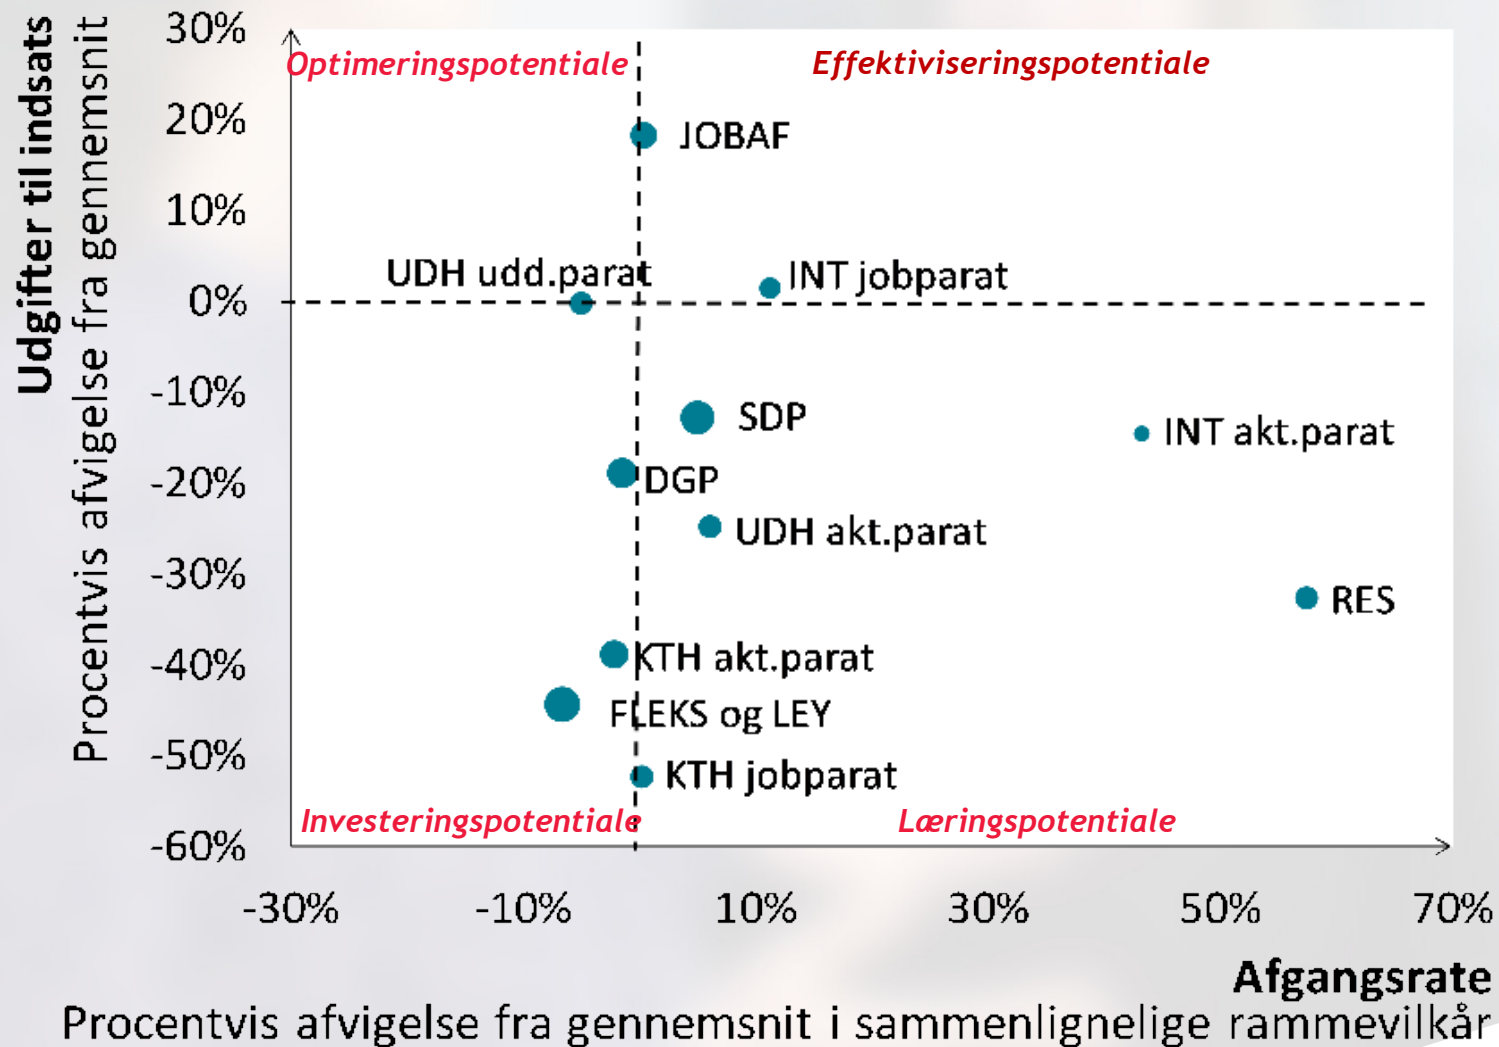 Udgifter til indsats
Procentvis afvigelse fra gennemsnit
30%
20%
10%
0%
-10%
-20%
-30%
-40%
-50%
-60%
Optimeringspotentiale
Effektiviseringspotentiale
JOBAF
UDH udd.parat
INT jobparat
SDP
INT akt.parat
DGP
UDH akt.parat
RES
KTH akt.parat
FLEKS og LEY
KTH jobparat
Investeringspotentiale
Læringspotentiale
-30%
-10%
10%
30%
50%
70%
Afgangsrate
Procentvis afvigelse fra gennemsnit i sammenlignelige rammevilkår